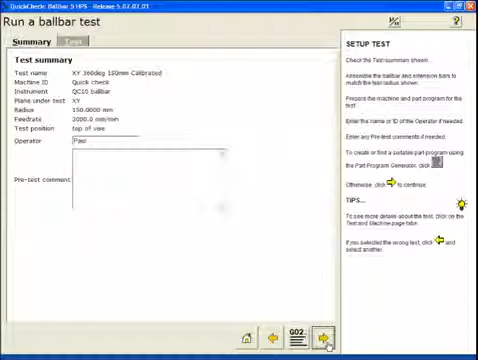 QuickCheck: Ballbar 5 HPS - Release 5.07.07.01
Run a ballbar test
?
Summary
Test
Test summary
Test name XY 360deg 150mm Calibrated
Machine ID Quick check
Instrument QC10 ballbar
Plane under test XY
Radius 150.0000 mm
Feedrate 2000.0 mm/min
Test position top of vee
Operator Paul
Pre-test comment
G02
SETUP TEST
Check the Test summary shown.
Assemble the ballbar and extension bars to
match the test radius shown.
Prepare the machine and part program for the
test.
Enter the name or ID of the Operator if needed.
Enter any Pre-test comments if needed.
To create or find a suitable part program using
the Part Program Generator, click
Otherwise, click to continue.
TIPS...
To see more details about the test, click on the
Test and Machine page tabs.
If you selected the wrong test, click and
select another.